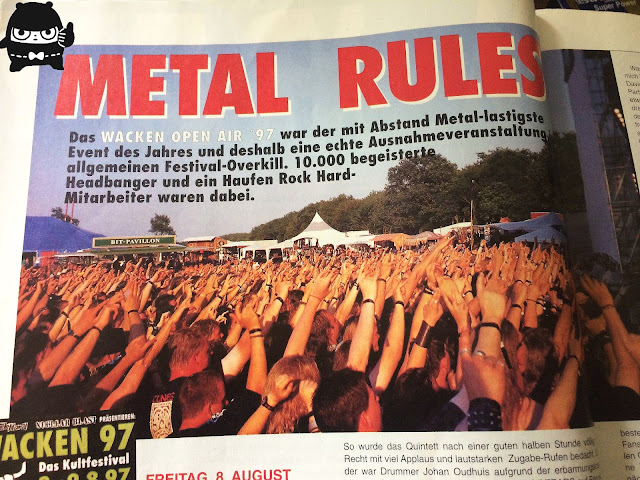 METAL RULES
Das WACKEN OPEN AIR '97 war der mit Abstand Metal-lastigste
Event des Jahres und deshalb eine echte Ausnahmeveranstaltung
allgemeinen Festival-Overkill. 10.000 begeisterte
Headbanger und ein Haufen Rock Hard-
Mitarbeiter waren dabei.
BIT-PAVILLON
NUCLEAR BLAST PRÄSENTIEREN:
WACKEN 97
Das Kultfestival
8.97
FREITAG, 8. AUGUST
So wurde das Quintett nach einer guten halben Stunde
Recht mit viel Applaus und lautstarken Zugabe-Rufen bedacht
der war Drummer Johan Oudhuis aufgrund der